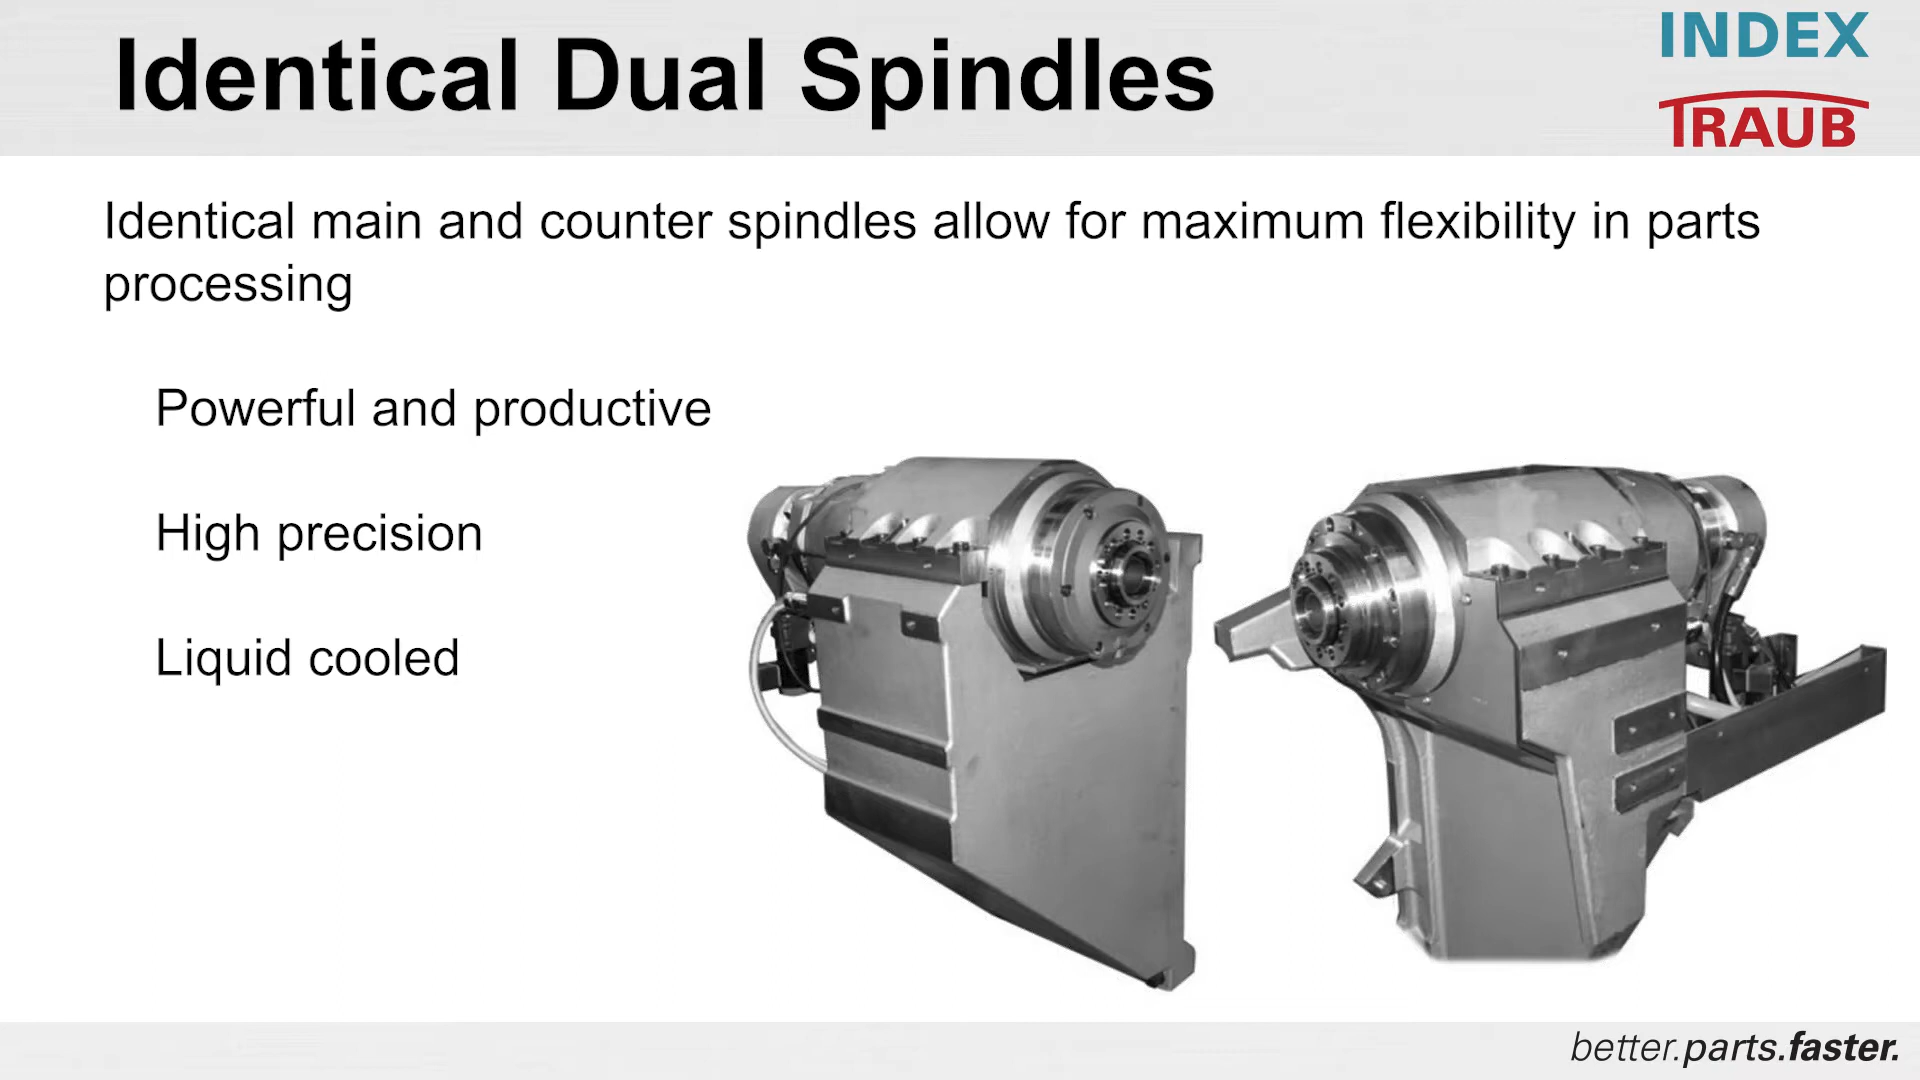 Identical Dual Spindles
INDEX
TRAUB
Identical main and counter spindles allow for maximum flexibility in parts
processing
Powerful and productive
High precision
Liquid cooled
better.parts.faster.